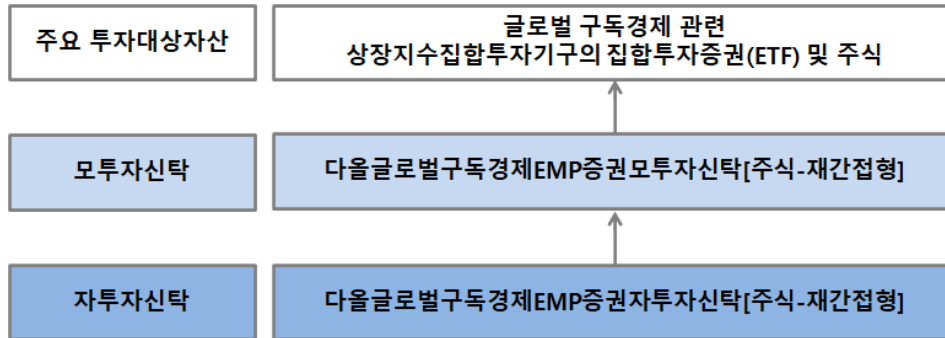 주요 투자대상자산
글로벌 구독경제 관련
상장지수집합투자기구의 집합투자증권(ETF) 및 주식
모투자신탁
다올글로벌구독경제EMP증권모투자신탁[주식-재간접형]
자투자신탁
다올글로벌구독경제EMP증권자투자신탁[주식-재간접형]